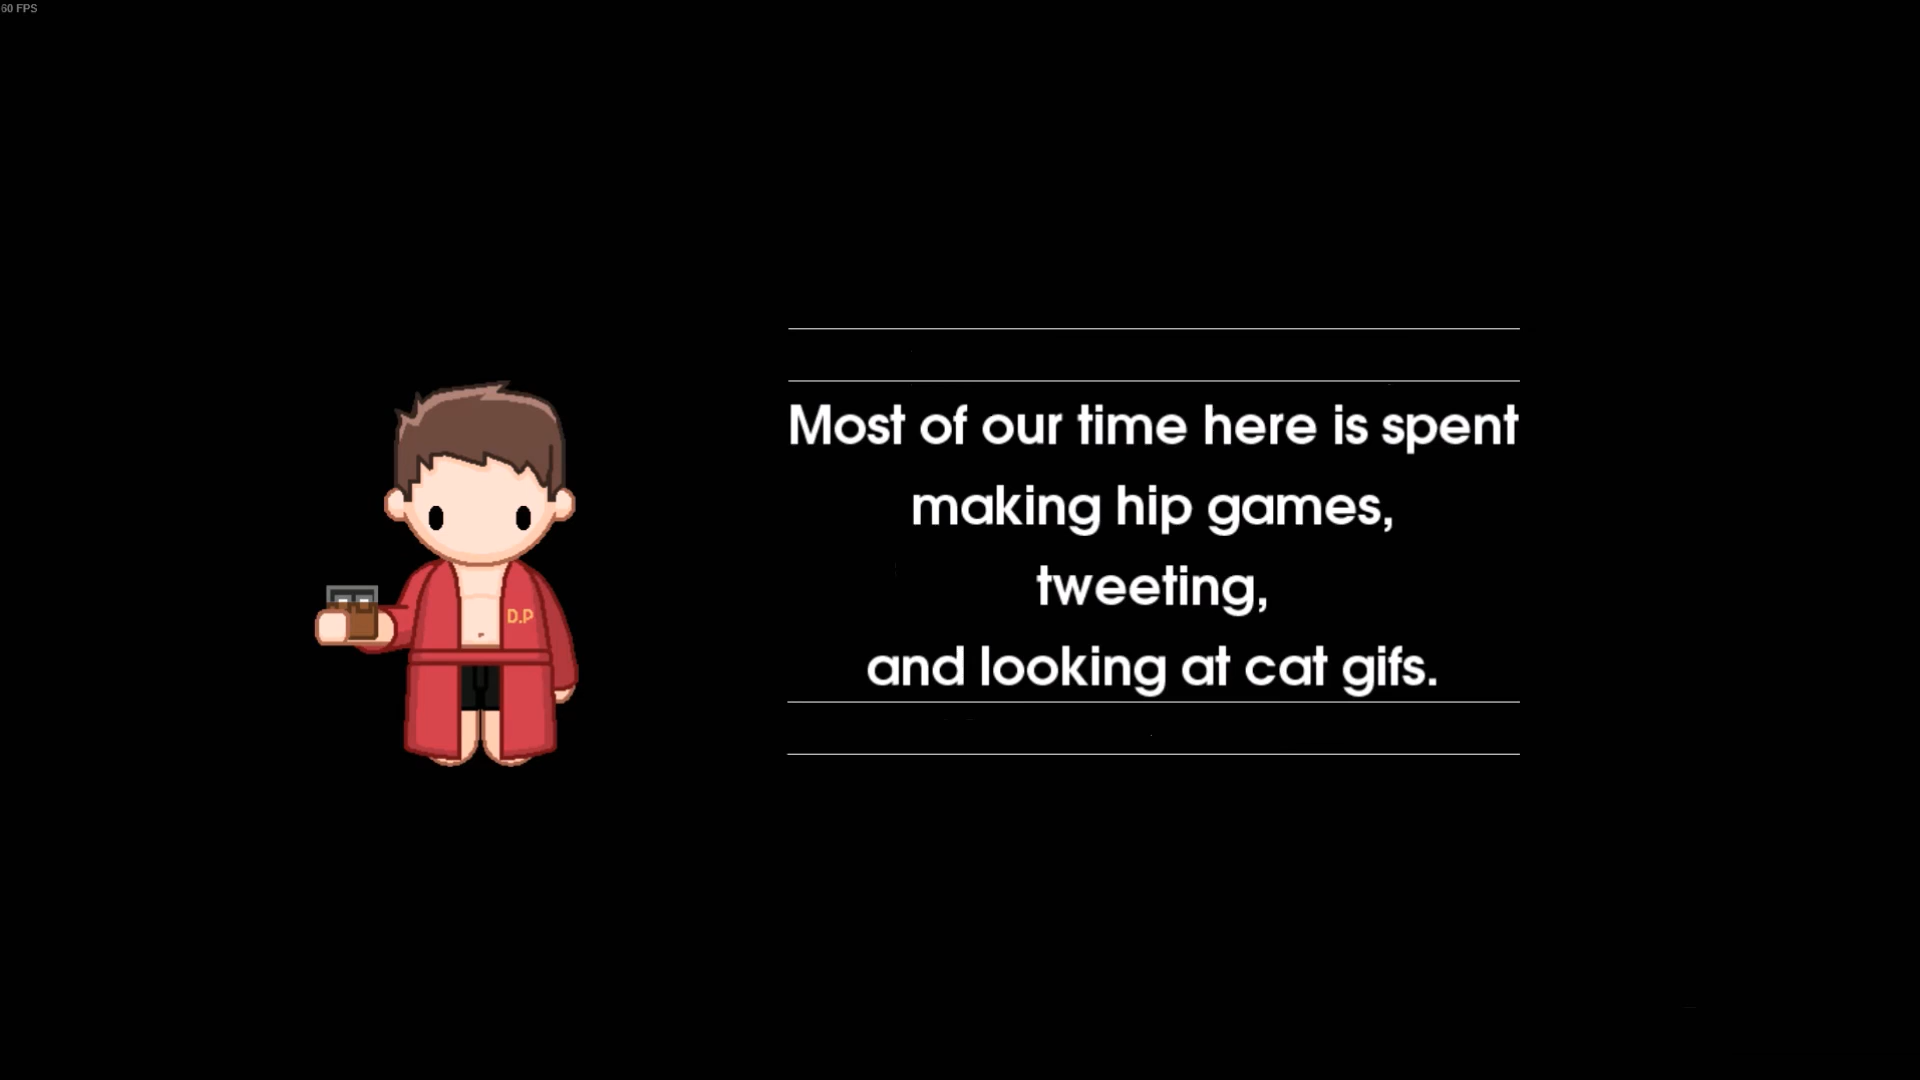 60 FPS
Most of our time here is spent
making hip games,
tweeting,
and looking at cat gifs.
D.P